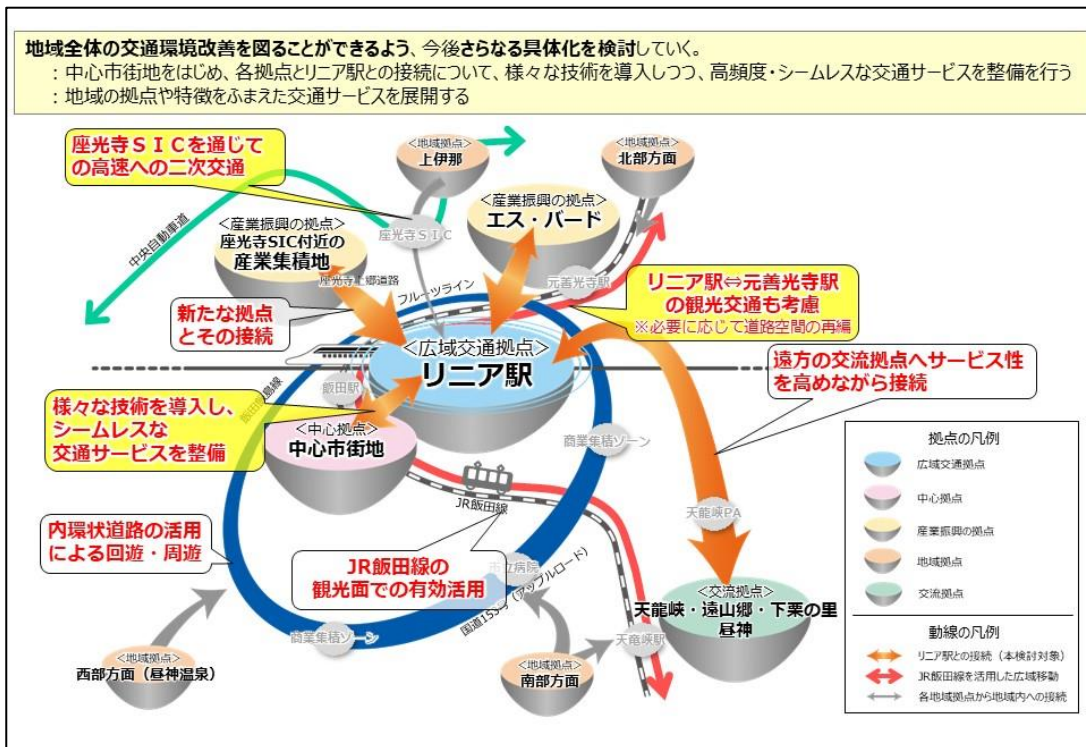 地域全体の交通環境改善を図ることができるよう、今後さらなる具体化を検討していく。
：中心市街地をはじめ、各拠点とリニア駅との接続について、様々な技術を導入しつつ、高頻度・シームレスな交通サービスを整備を行う
：地域の拠点や特徴をふまえた交通サービスを展開する
座光寺ＳＩＣを通じて
の高速への二次交通
＜地域拠点＞
上伊那
＜地域拠点＞
北部方面
＜産業振興の拠点＞
エス・バード
中央自動車道
＜産業振興の拠点＞
座光寺SIC付近の
産業集積地
座光寺ＳＩＣ
座光寺上郷道路
フルーツライン
元善光寺駅
リニア駅⇔元善光寺駅
の観光交通も考慮
※必要に応じて道路空間の再編
新たな拠点
とその接続
＜広域交通拠点＞
リニア駅
遠方の交流拠点へサービス性
を高めながら接続
飯田駅
様々な技術を導入し、
シームレスな
交通サービスを整備
＜中心拠点＞
中心市街地
商業集積ゾーン
JR飯田線
天龍峡PA
内環状道路の活用
による回遊・周遊
JR飯田線の
観光面での有効活用
市立病院
(アップルロード)
商業集積ゾーン
＜交流拠点＞
天龍峡・遠山郷・下栗の里
昼神
天竜峡駅
＜地域拠点＞
西部方面（昼神温泉）
＜地域拠点＞
南部方面
拠点の凡例
広域交通拠点
中心拠点
産業振興の拠点
地域拠点
交流拠点
動線の凡例
リニア駅との接続（本検討対象）
JR飯田線を活用した広域移動
各地域拠点から地域内への接続